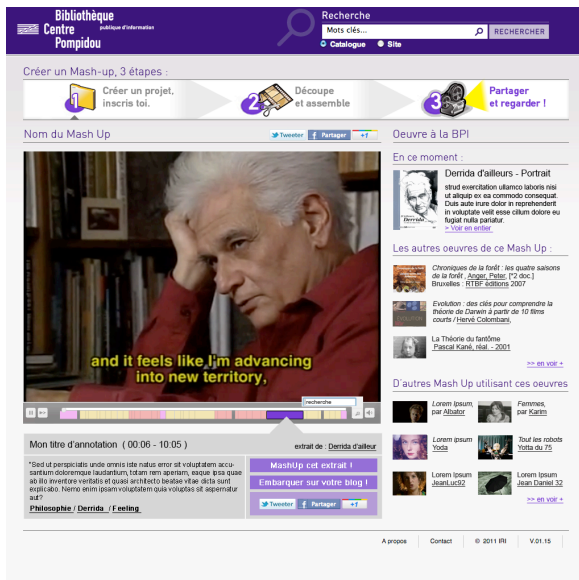 Bibliothèque
publique d'information
Centre
Pompidou
Recherche
Mots clés...
RECHERCHER
Catalogue
Site
Créer un Mash-up, 3 étapes :
1
Créer un projet,
inscris toi.
2
Découpe
et assemble
3
Partager
et regarder !
Nom du Mash Up
Tweeter
Partager
+1
and it feels like I'm advancing
into new territory,
recherche
Mon titre d'annotation ( 00:06 - 10:05 )
extrait de : Derrida d'ailleur
"Sed ut perspiciatis unde omnis iste natus error sit voluptatem accu-
santium doloremque laudantium, totam rem aperiam, eaque ipsa quae
ab illo inventore veritatis et quasi architecto beatae vitae dicta sunt
explicabo. Nemo enim ipsam voluptatem quia voluptas sit aspernatur
aut?
Philosophie / Derrida / Feeling
MashUp cet extrait !
Embarquer sur votre blog !
Tweeter
Partager
+1
Oeuvre à la BPI
En ce moment :
Derrida d'ailleurs - Portrait
strud exercitation ullamco laboris nisi
ut aliquip ex ea commodo consequat.
Duis aute irure dolor in reprehenderit
in voluptate velit esse cillum dolore eu
fugiat nulla pariatur.
> Voir en entier
Les autres oeuvres de ce Mash Up :
Chroniques de la forêt : les quatre saisons
de la forêt , Anger, Peter, [*2 doc.]
Bruxelles : RTBF éditions 2007
Evolution : des clés pour comprendre la
théorie de Darwin à partir de 10 films
courts / Hervé Colombani,
La Théorie du fantôme
Pascal Kané, réal. - 2001
>> en voir +
D'autres Mash Up utilisant ces oeuvres
Lorem Ipsum,
par Albator
Femmes,
par Karim
Lorem ipsum
Yoda
Tout les robots
Yotta du 75
Lorem Ipsum
JeanLuc92
Lorem Ipsum
Jean Daniel 32
>> en voir +
A propos
Contact
© 2011 IRI
V.01.15